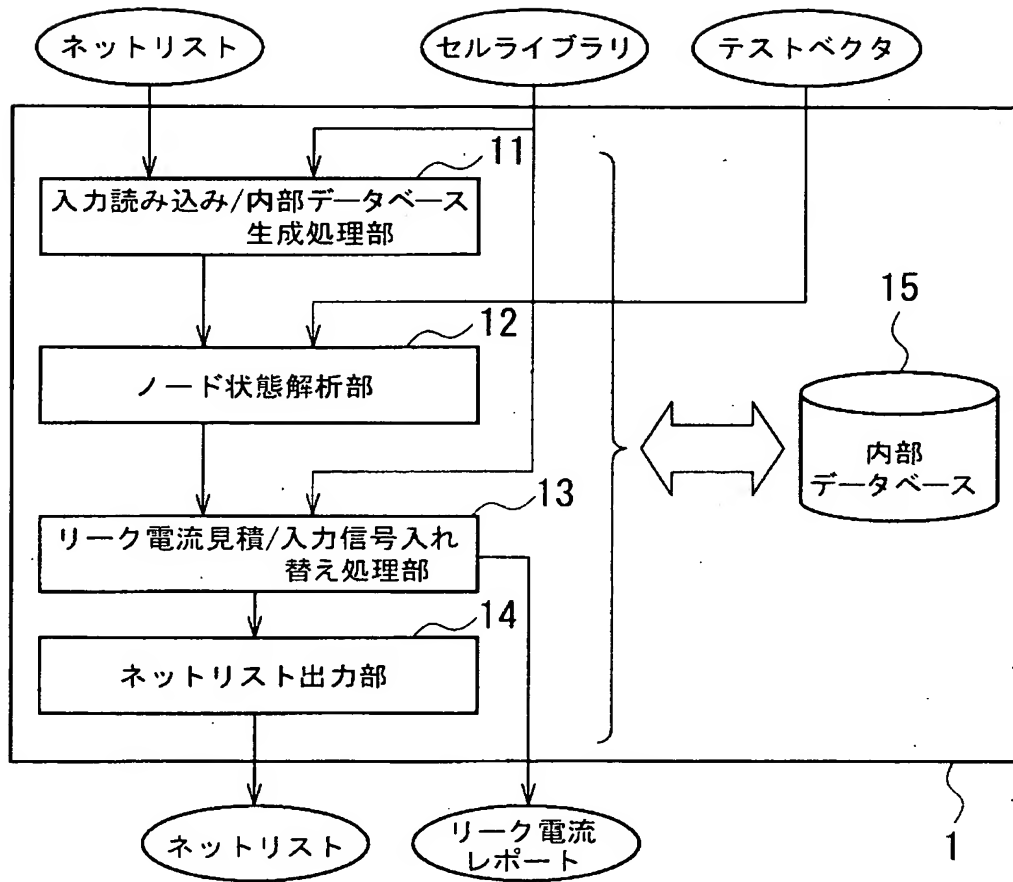 ネットリスト
セルライブラリ
テストベクタ
11
入力読み込み/内部データベース
生成処理部
12
ノード状態解析部
15
内部
データベース
13
リーク電流見積/入力信号入れ
替え処理部
14
ネットリスト出力部
ネットリスト
リーク電流
レポート
1